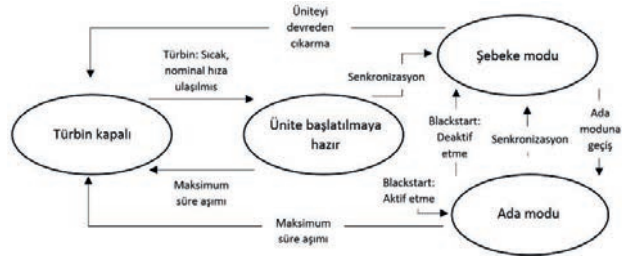 Üniteyi
devreden
çıkarma
Türbin: Sıcak,
nominal hıza
ulaşılmış
Senkronizasyon
Şebeke modu
Türbin kapalı
Ünite başlatılmaya
hazır
Blackstart:
Deaktif
etme
Senkronizasyon
Ada
moduna
geçiş
Maksimum
süre aşımı
Blackstart:
Aktif etme
Ada modu
Maksimum
süre aşımı